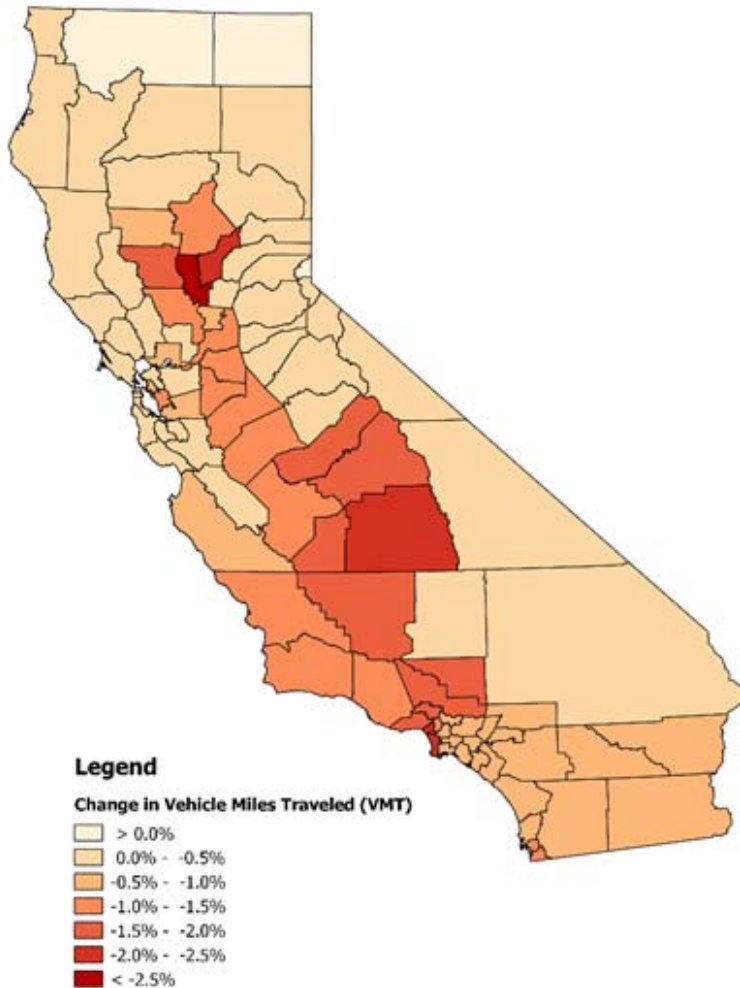 Legend
Change in Vehicle Miles Traveled (VMT)
> 0.0%
0.0% - -0.5%
-0.5% - -1.0%
-1.0% - -1.5%
-1.5% - -2.0%
-2.0% - -2.5%
< -2.5%